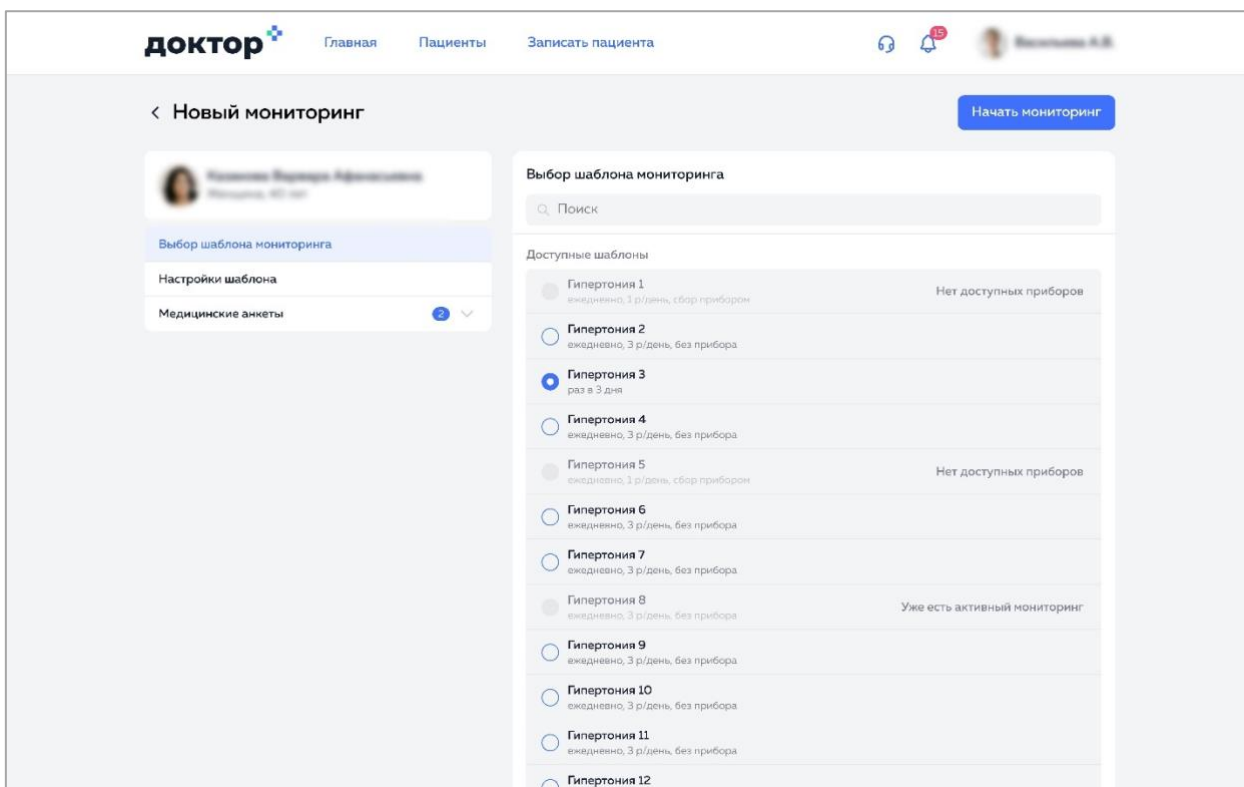 доктор
Главная Пациенты Записать пациента 15
< Новый мониторинг
Начать мониторинг
Выбор шаблона мониторинга
Настройки шаблона
Медицинские анкеты 2
Выбор шаблона мониторинга
Поиск
Доступные шаблоны
Гипертония 1
ежедневно, 1 р/день, сбор прибором
Нет доступных приборов
Гипертония 2
ежедневно, 3 р/день, без прибора
Гипертония 3
раз в 3 дня
Гипертония 4
ежедневно, 3 р/день, без прибора
Гипертония 5
ежедневно, 1 р/день, сбор прибором
Нет доступных приборов
Гипертония 6
ежедневно, 3 р/день, без прибора
Гипертония 7
ежедневно, 3 р/день, без прибора
Гипертония 8
ежедневно, 3 р/день, без прибора
Уже есть активный мониторинг
Гипертония 9
ежедневно, 3 р/день, без прибора
Гипертония 10
ежедневно, 3 р/день, без прибора
Гипертония 11
ежедневно, 3 р/день, без прибора
Гипертония 12